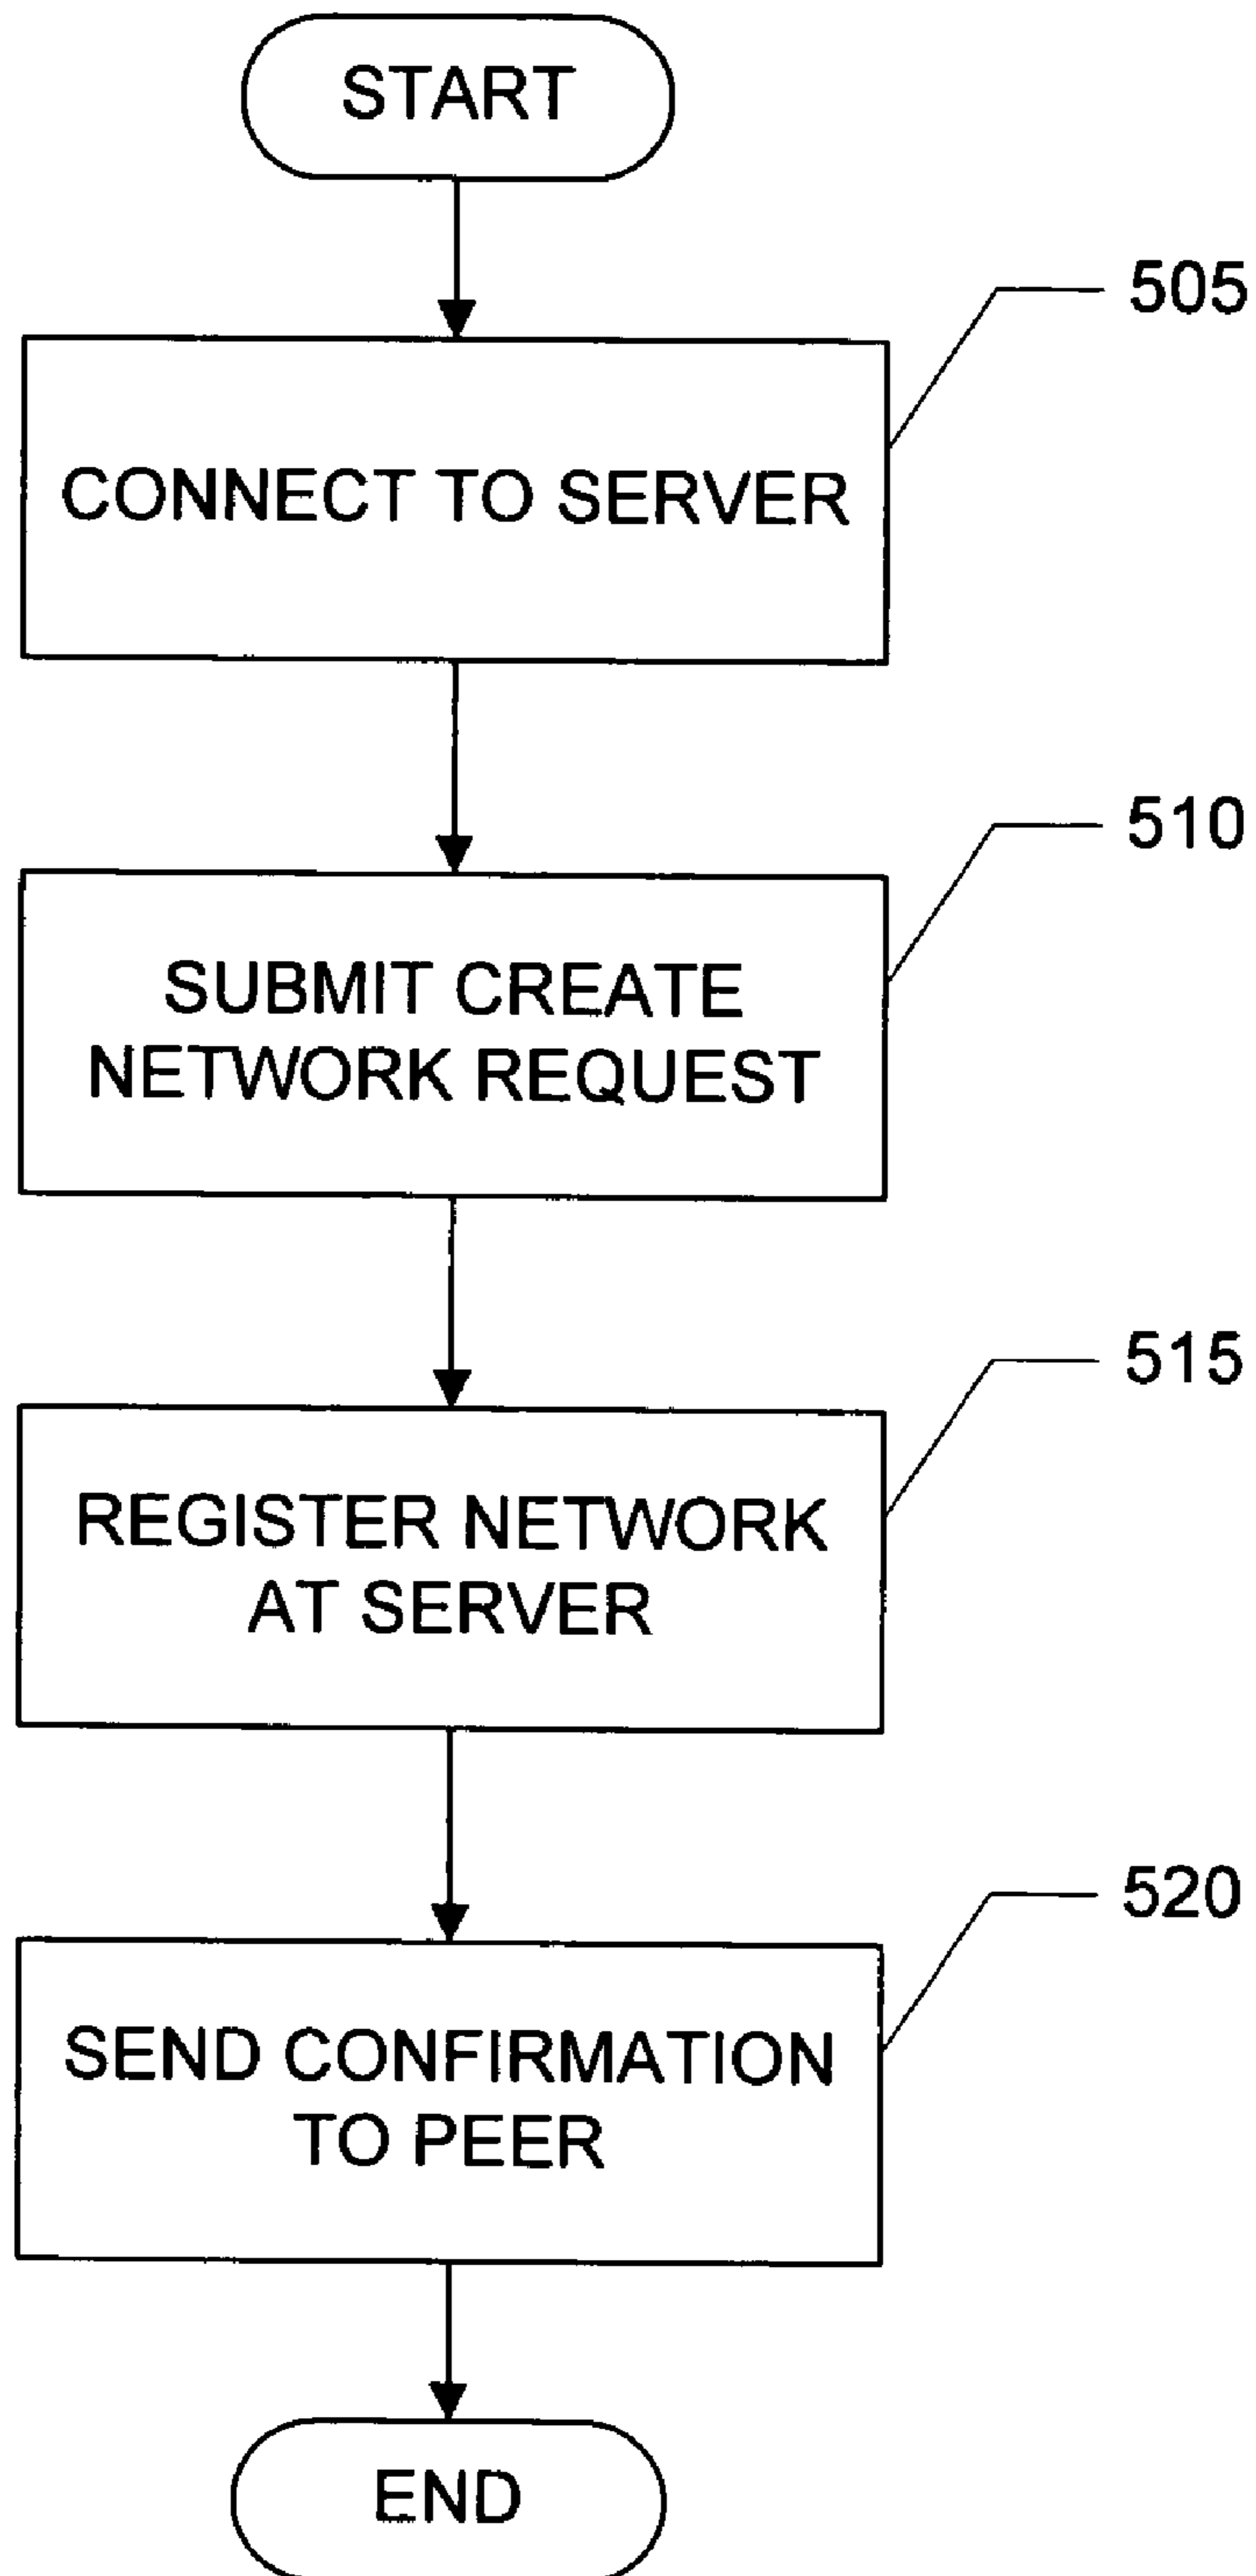 START
505
CONNECT TO SERVER
510
SUBMIT CREATE
NETWORK REQUEST
515
REGISTER NETWORK
AT SERVER
520
SEND CONFIRMATION
TO PEER
END